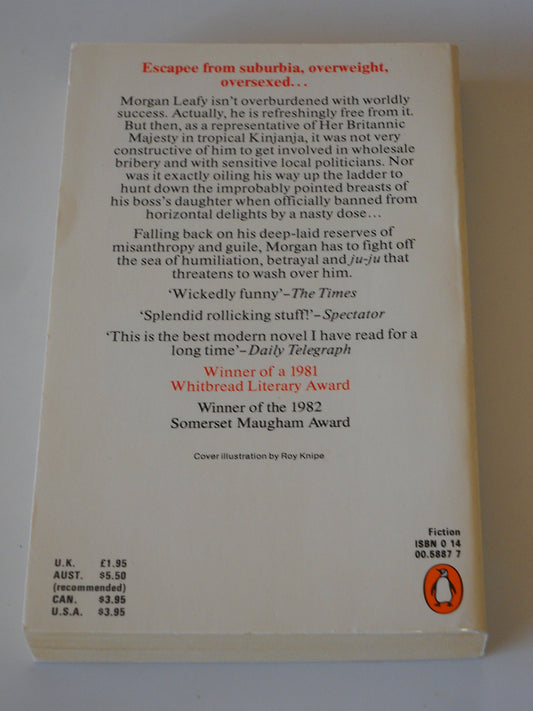 Escapee from suburbia, overweight,
oversexed...
Morgan Leafy isn't overburdened with worldly
success. Actually, he is refreshingly free from it.
But then, as a representative of Her Britannic
Majesty in tropical Kinjanja, it was not very
constructive of him to get involved in wholesale
bribery and with sensitive local politicians. Nor
was it exactly oiling his way up the ladder to
hunt down the improbably pointed breasts of
his boss's daughter when officially banned from
horizontal delights by a nasty dose...
Falling back on his deep-laid reserves of
misanthropy and guile, Morgan has to fight off
the sea of humiliation, betrayal and ju-ju that
threatens to wash over him.
'Wickedly funny'–The Times
'Splendid rollicking stuff!'–Spectator
'This is the best modern novel I have read for a
long time'–Daily Telegraph
Winner of a 1981
Whitbread Literary Award
Winner of the 1982
Somerset Maugham Award
Cover illustration by Roy Knipe
Fiction
ISBN 0 14
00.5887 7
U.K. £1.95
AUST. $5.50
(recommended)
CAN. $3.95
U.S.A. $3.95